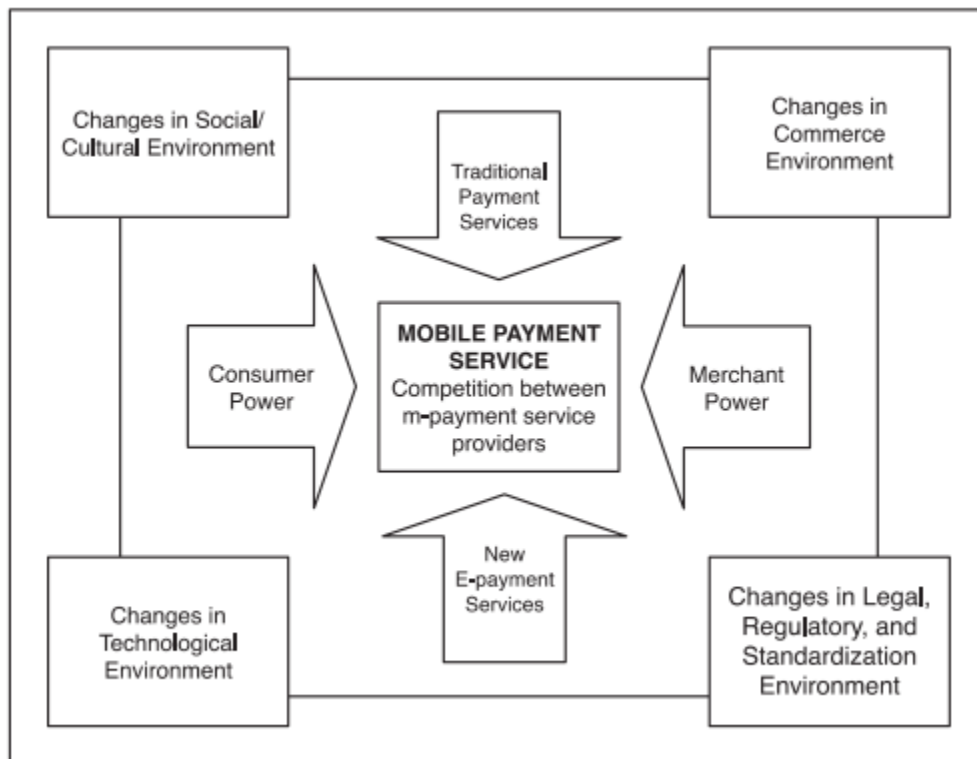 Changes in Social/
Cultural Environment
Changes in
Commerce
Environment
Traditional
Payment
Services
Consumer
Power
MOBILE PAYMENT
SERVICE
Competition between
m-payment service
providers
Merchant
Power
New
E-payment
Services
Changes in
Technological
Environment
Changes in Legal,
Regulatory, and
Standardization
Environment